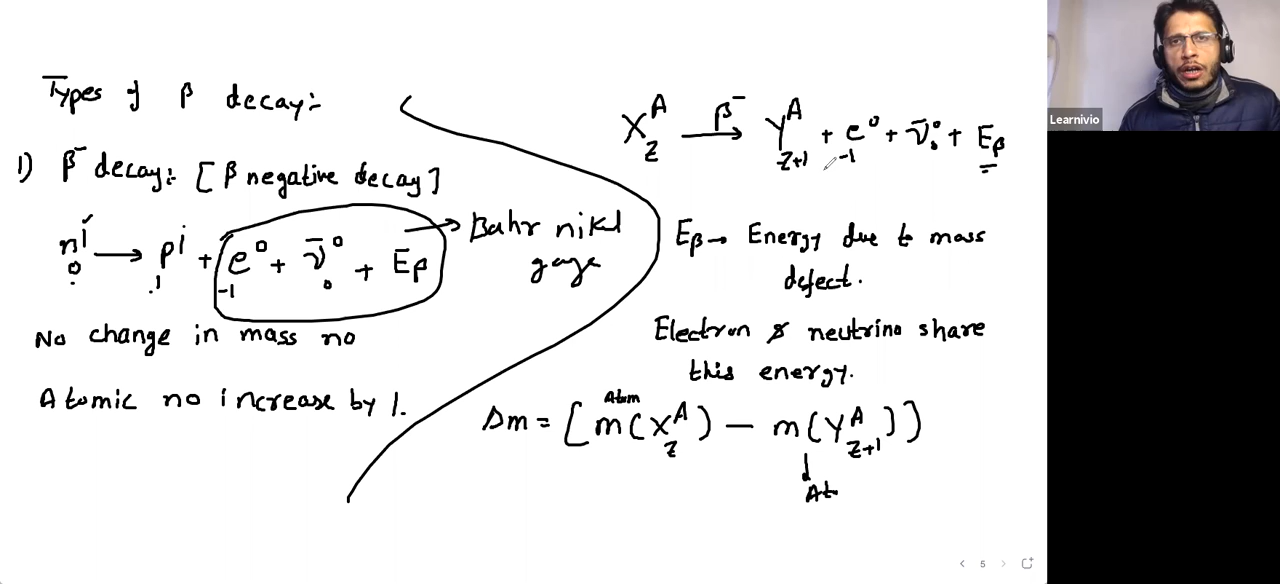 Types of β decay:-
1) β⁻ decay:- [β negative decay]
n¹₀ → p¹₁ + e⁰₋₁ + ν̄⁰₀ + Eβ → Bahr nikl
gaye
No change in mass no
Atomic no increase by 1.
X^A_Z —β⁻→ Y^A_Z+1 + e⁰₋₁ + ν̄⁰₀ + Eβ
Eβ → Energy due to mass
defect.
Electron & neutrino share
this energy.
Atom
Δm = [m(X^A_Z) – m(Y^A_Z+1)]
At
Learnivio
5